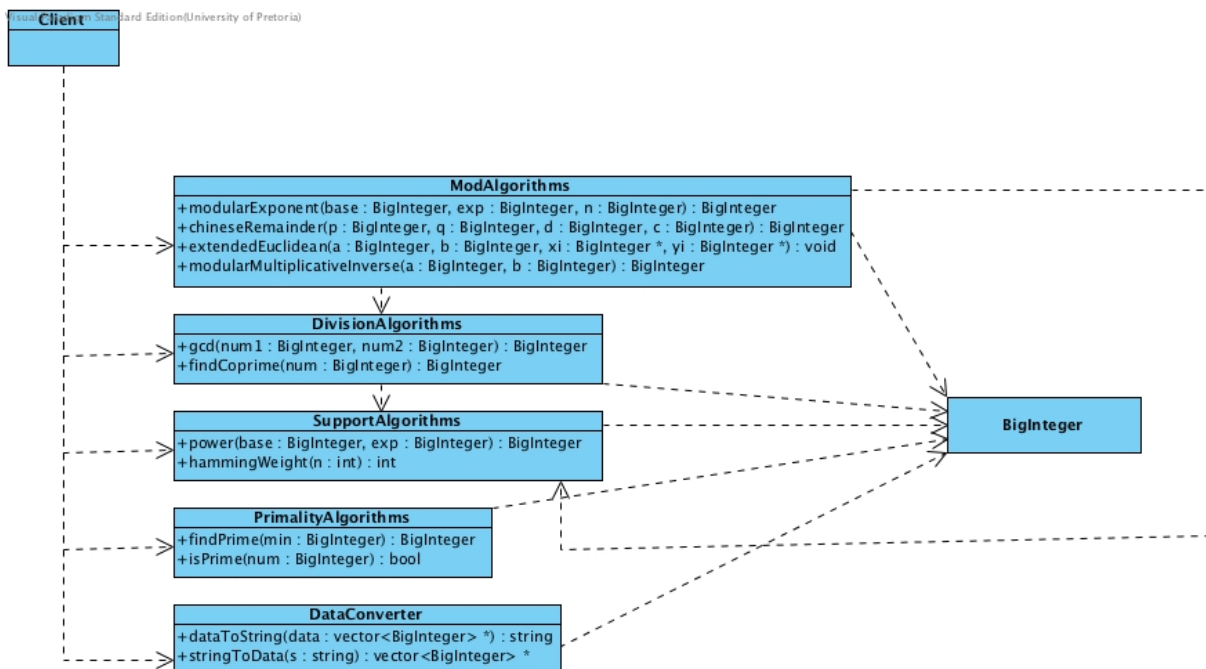 Standard Edition(University of Pretoria)
Client
ModAlgorithms
+modularExponent(base : BigInteger, exp : BigInteger, n : BigInteger) : BigInteger
+chineseRemainder(p : BigInteger, q : BigInteger, d : BigInteger, c : BigInteger) : BigInteger
+extendedEuclidean(a : BigInteger, b : BigInteger, xi : BigInteger *, yi : BigInteger *) : void
+modularMultiplicativeInverse(a : BigInteger, b : BigInteger) : BigInteger
DivisionAlgorithms
+gcd(num1 : BigInteger, num2 : BigInteger) : BigInteger
+findCoprime(num : BigInteger) : BigInteger
SupportAlgorithms
+power(base : BigInteger, exp : BigInteger) : BigInteger
+hammingWeight(n : int) : int
BigInteger
PrimalityAlgorithms
+findPrime(min : BigInteger) : BigInteger
+isPrime(num : BigInteger) : bool
DataConverter
+dataToString(data : vector<BigInteger> *) : string
+stringToData(s : string) : vector<BigInteger> *